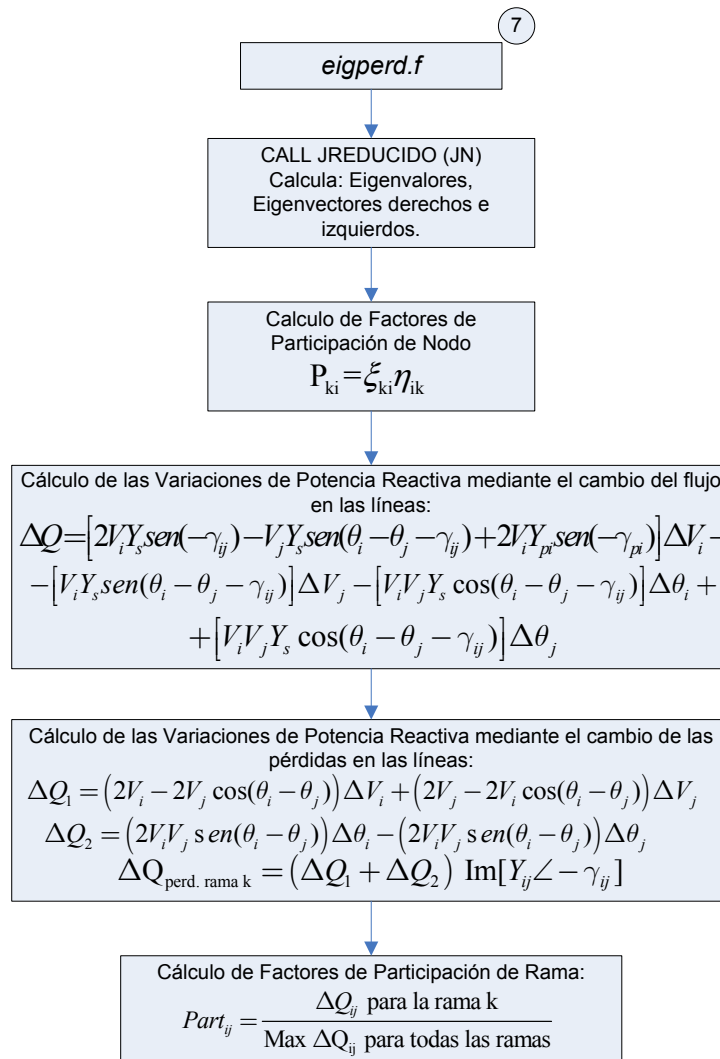 7
eigperd.f
CALL JREDUCIDO (JN)
Calcula: Eigenvalores,
Eigenvectores derechos e
izquierdos.
Calculo de Factores de
Participación de Nodo
P_ki = ξ_ki η_ik
Cálculo de las Variaciones de Potencia Reactiva mediante el cambio del flujo
en las líneas:
ΔQ = [2V_i Y_s sen(−γ_ij) − V_j Y_s sen(θ_i − θ_j − γ_ij) + 2V_i Y_pi sen(−γ_pi)] ΔV_i −
− [V_i Y_s sen(θ_i − θ_j − γ_ij)] ΔV_j − [V_i V_j Y_s cos(θ_i − θ_j − γ_ij)] Δθ_i +
+ [V_i V_j Y_s cos(θ_i − θ_j − γ_ij)] Δθ_j
Cálculo de las Variaciones de Potencia Reactiva mediante el cambio de las
pérdidas en las líneas:
ΔQ_1 = (2V_i − 2V_j cos(θ_i − θ_j)) ΔV_i + (2V_j − 2V_i cos(θ_i − θ_j)) ΔV_j
ΔQ_2 = (2V_i V_j s en(θ_i − θ_j)) Δθ_i − (2V_i V_j s en(θ_i − θ_j)) Δθ_j
ΔQ_perd. rama k = (ΔQ_1 + ΔQ_2) Im[Y_ij∠ − γ_ij]
Cálculo de Factores de Participación de Rama:
Part_ij = ΔQ_ij para la rama k
Max ΔQ_ij para todas las ramas